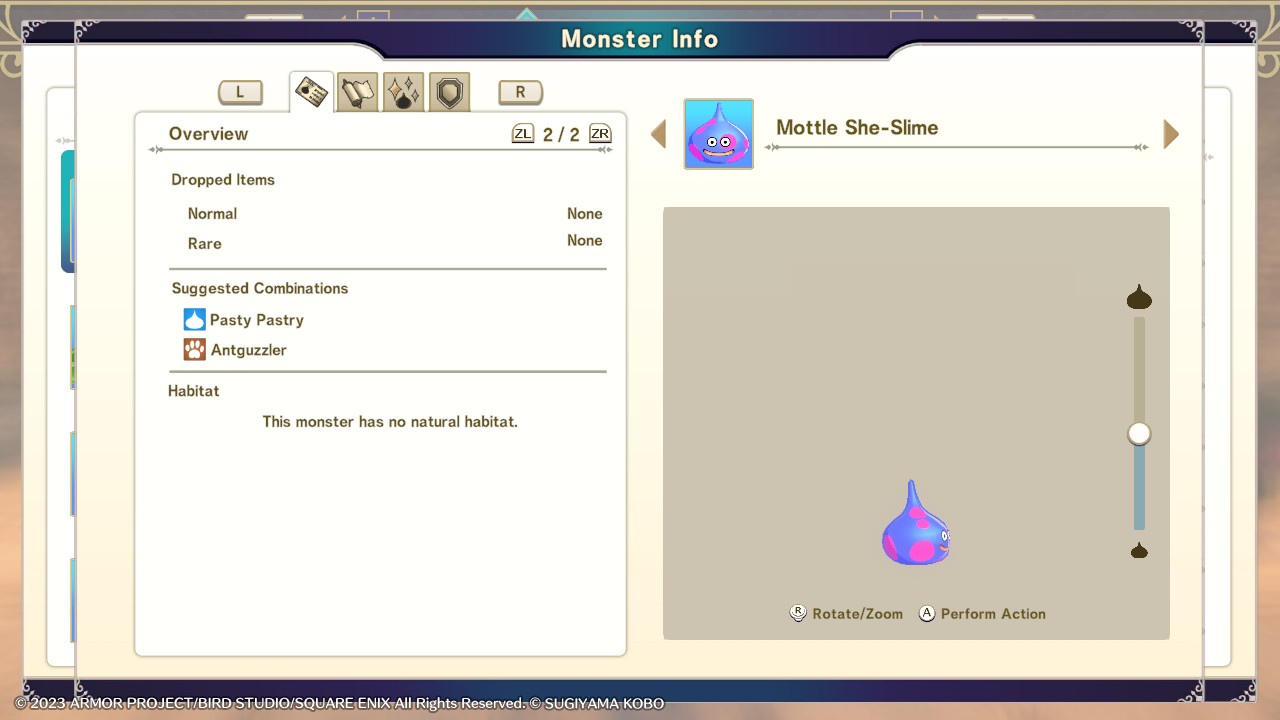 Monster Info
L
R
Overview
ZL 2 / 2 ZR
Dropped Items
Normal None
Rare None
Suggested Combinations
Pasty Pastry
Antguzzler
Habitat
This monster has no natural habitat.
Mottle She-Slime
R Rotate/Zoom A Perform Action
© 2023 ARMOR PROJECT/BIRD STUDIO/SQUARE ENIX All Rights Reserved. © SUGIYAMA KOBO